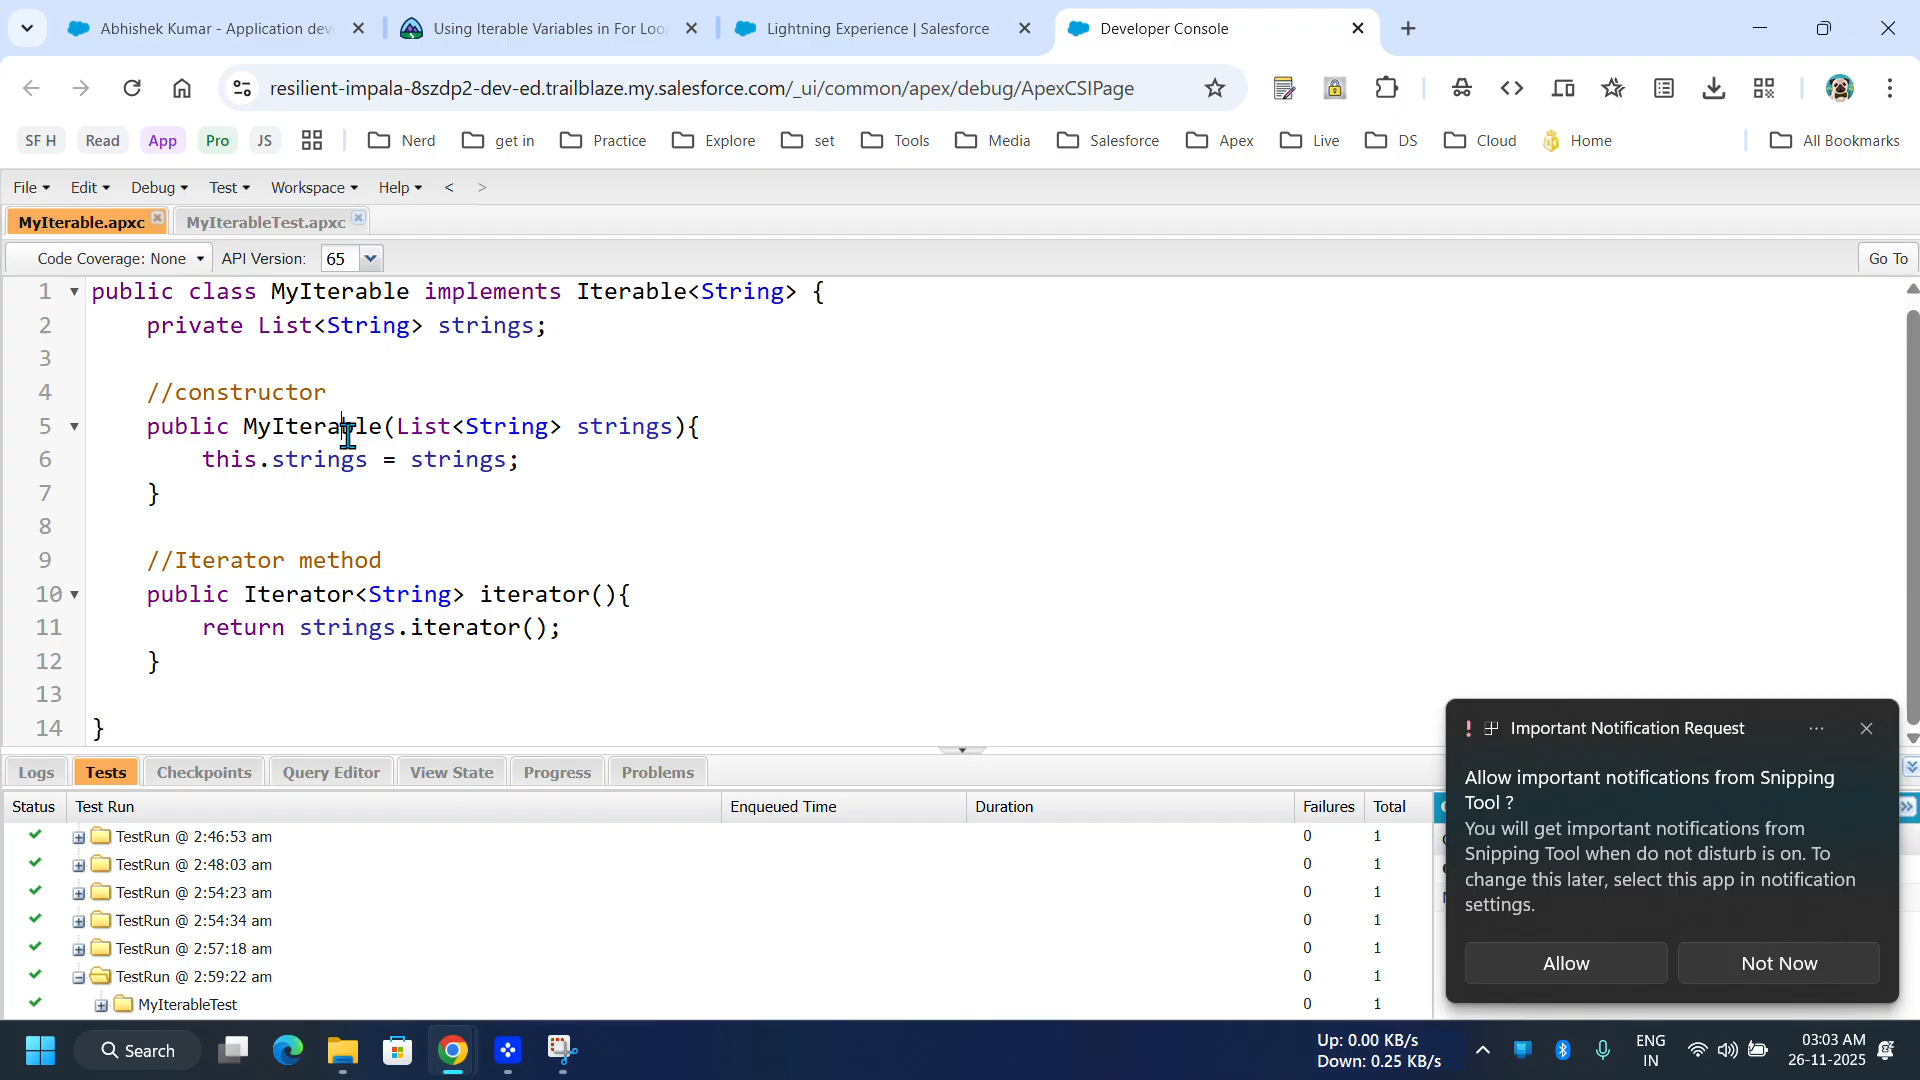 Abhishek Kumar - Application dev
Using Iterable Variables in For Loo
Lightning Experience | Salesforce
Developer Console
resilient-impala-8szdp2-dev-ed.trailblaze.my.salesforce.com/_ui/common/apex/debug/ApexCSIPage
SF H Read App Pro JS Nerd get in Practice Explore set Tools Media Salesforce Apex Live DS Cloud Home All Bookmarks
File Edit Debug Test Workspace Help < >
MyIterable.apxc MyIterableTest.apxc
Code Coverage: None API Version: 65 Go To
1 public class MyIterable implements Iterable<String> {
2 private List<String> strings;
3
4 //constructor
5 public MyIterable(List<String> strings){
6 this.strings = strings;
7 }
8
9 //Iterator method
10 public Iterator<String> iterator(){
11 return strings.iterator();
12 }
13
14 }
Logs Tests Checkpoints Query Editor View State Progress Problems
Status Test Run Enqueued Time Duration Failures Total
TestRun @ 2:46:53 am 0 1
TestRun @ 2:48:03 am 0 1
TestRun @ 2:54:23 am 0 1
TestRun @ 2:54:34 am 0 1
TestRun @ 2:57:18 am 0 1
TestRun @ 2:59:22 am 0 1
MyIterableTest 0 1
Important Notification Request
Allow important notifications from Snipping
Tool ?
You will get important notifications from
Snipping Tool when do not disturb is on. To
change this later, select this app in notification
settings.
Allow Not Now
Search
Up: 0.00 KB/s
Down: 0.25 KB/s
ENG
IN
03:03 AM
26-11-2025